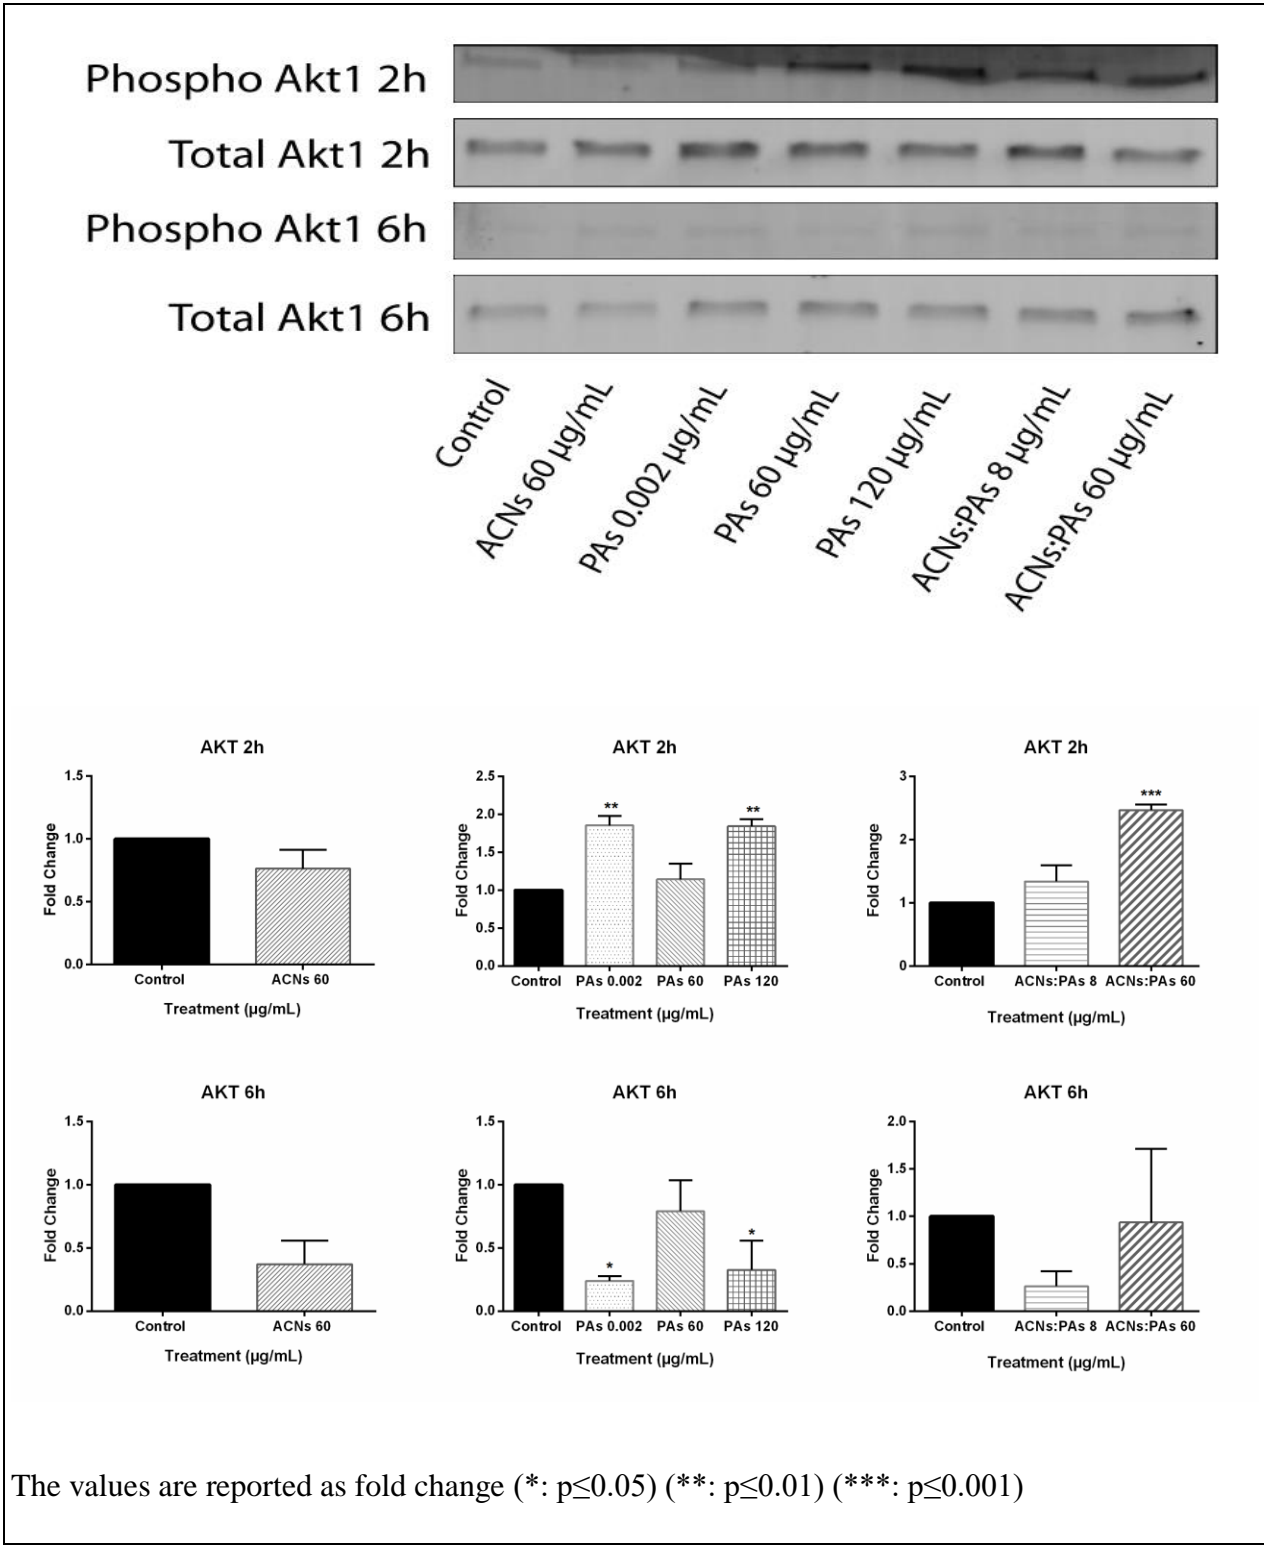 Phospho Akt1 2h
Total Akt1 2h
Phospho Akt1 6h
Total Akt1 6h
Control
ACNs 60 µg/mL
PAs 0.002 µg/mL
PAs 60 µg/mL
PAs 120 µg/mL
ACNs:PAs 8 µg/mL
ACNs:PAs 60 µg/mL
AKT 2h
Fold Change
1.5
1.0
0.5
0.0
Control
ACNs 60
Treatment (µg/mL)
AKT 2h
Fold Change
2.5
2.0
1.5
1.0
0.5
0.0
**
**
Control
PAs 0.002
PAs 60
PAs 120
Treatment (µg/mL)
AKT 2h
Fold Change
3
2
1
0
***
Control
ACNs:PAs 8
ACNs:PAs 60
Treatment (µg/mL)
AKT 6h
Fold Change
1.5
1.0
0.5
0.0
Control
ACNs 60
Treatment (µg/mL)
AKT 6h
Fold Change
1.5
1.0
0.5
0.0
*
*
Control
PAs 0.002
PAs 60
PAs 120
Treatment (µg/mL)
AKT 6h
Fold Change
2.0
1.5
1.0
0.5
0.0
Control
ACNs:PAs 8
ACNs:PAs 60
Treatment (µg/mL)
The values are reported as fold change (*: p≤0.05) (**: p≤0.01) (***: p≤0.001)